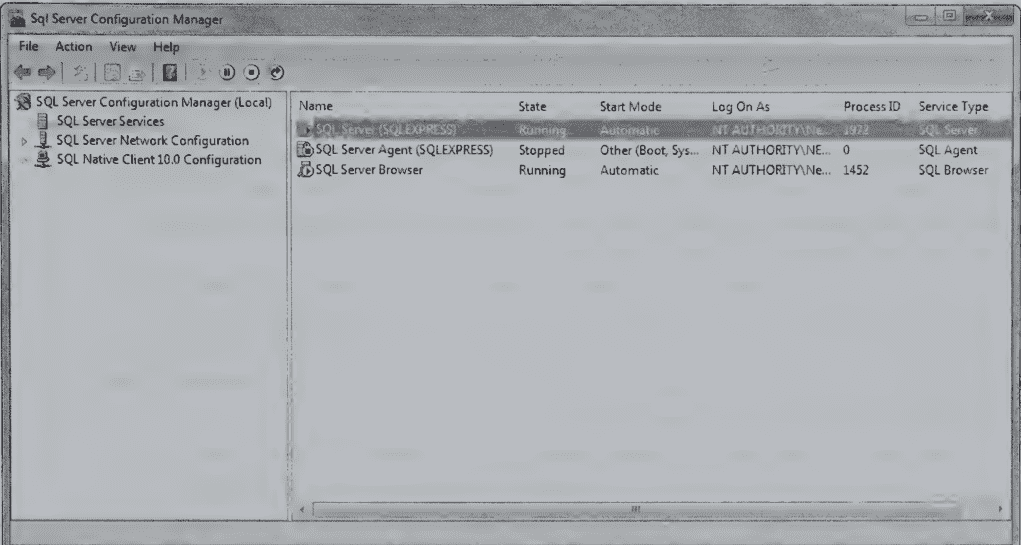 Sql Server Configuration Manager
File Action View Help
SQL Server Configuration Manager (Local)
SQL Server Services
SQL Server Network Configuration
SQL Native Client 10.0 Configuration
Name State Start Mode Log On As Process ID Service Type
SQL Server (SQLEXPRESS) Running Automatic NT AUTHORITY\Ne... 1972 SQL Server
SQL Server Agent (SQLEXPRESS) Stopped Other (Boot, Sys... NT AUTHORITY\NE... 0 SQL Agent
SQL Server Browser Running Automatic NT AUTHORITY\Ne... 1452 SQL Browser